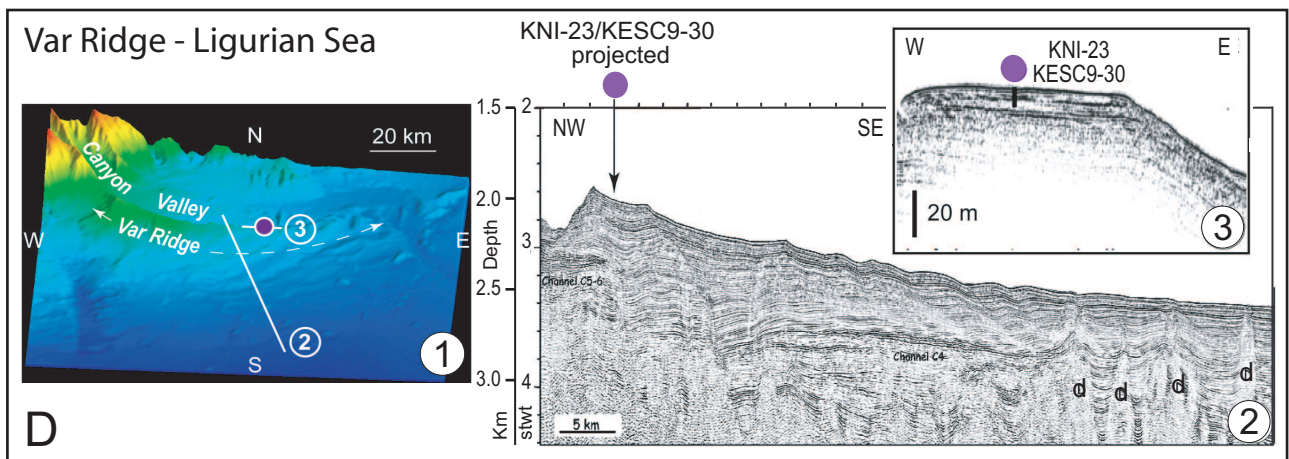 Var Ridge - Ligurian Sea
N
20 km
Canyon
Valley
Var Ridge
W
E
3
2
S
1
D
KNI-23/KESC9-30
projected
NW
SE
1.5
2.0
2.5
3.0
Depth
Km
2
3
4
stwt
Channel C5-6
Channel C4
d
d
d
d
5 km
2
W
E
KNI-23
KESC9-30
20 m
3